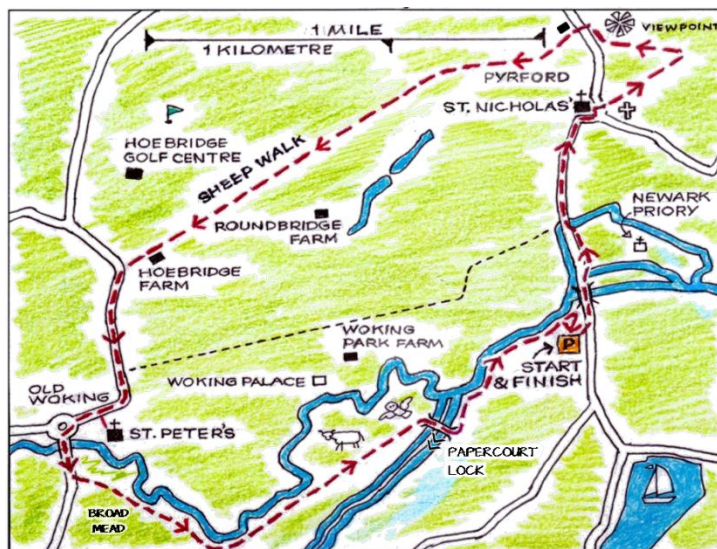 1 MILE
1 KILOMETRE
VIEWPOINT
PYRFORD
ST. NICHOLAS'
HOEBRIDGE
GOLF CENTRE
SHEEP WALK
NEWARK
PRIORY
ROUNDBRIDGE
FARM
HOEBRIDGE
FARM
WOKING
PARK FARM
P
START
& FINISH
OLD
WOKING
WOKING PALACE
ST. PETER'S
PAPERCOURT
LOCK
BROAD
MEAD